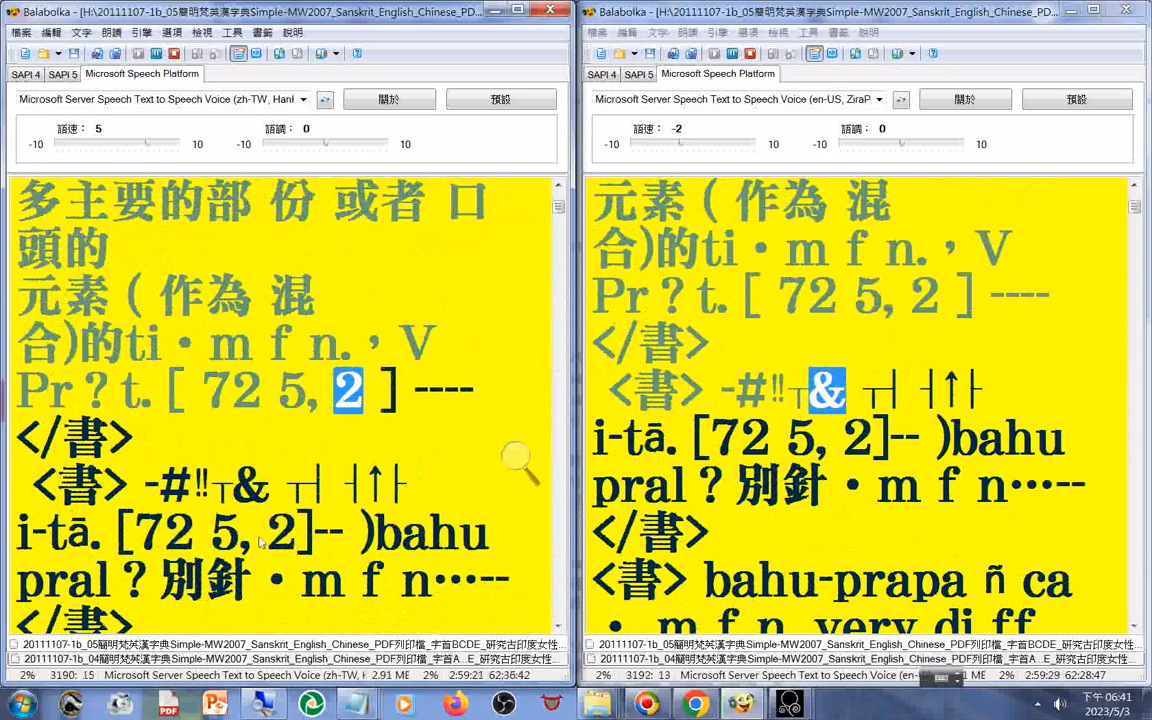 Balabolka - [H:\20111107-1b_05簡明梵英漢字典Simple-MW2007_Sanskrit_English_Chinese_PD...
檔案 編輯 文字 朗讀 引擎 選項 檢視 工具 書籤 說明
SAPI 4 SAPI 5 Microsoft Speech Platform
Microsoft Server Speech Text to Speech Voice (zh-TW, Hanl 關於 預設
語速： 5 語調： 0
-10 10 -10 10
多主要的部 份 或者 口
頭的
元素 ( 作為 混
合)的ti‧m f n.，V
Pr？t. [ 72 5, 2 ] ----
</書>
<書> -#‼┬& ┬┤ ┤↑├
i-tā. [72 5, 2]-- )bahu
pral？別針‧m f n…--
</書>
20111107-1b_05簡明梵英漢字典Simple-MW2007_Sanskrit_English_Chinese_PDF列印檔_字首BCDE_研究古印度女性...
20111107-1b_04簡明梵英漢字典Simple-MW2007_Sanskrit_English_Chinese_PDF列印檔_字首A...E_研究古印度女性...
2% 3190: 15 Microsoft Server Speech Text to Speech Voice (zh-TW, 2.91 ME 2% 2:59:21 62:36:42
Balabolka - [H:\20111107-1b_05簡明梵英漢字典Simple-MW2007_Sanskrit_English_Chinese_PD...
檔案 編輯 文字 朗讀 引擎 選項 檢視 工具 書籤 說明
SAPI 4 SAPI 5 Microsoft Speech Platform
Microsoft Server Speech Text to Speech Voice (en-US, ZiraP 關於 預設
語速： -2 語調： 0
-10 10 -10 10
元素 ( 作為 混
合)的ti‧m f n.，V
Pr？t. [ 72 5, 2 ] ----
</書>
<書> -#‼┬& ┬┤ ┤↑├
i-tā. [72 5, 2]-- )bahu
pral？別針‧m f n…--
</書>
<書> bahu-prapa ñ ca
‧ m f n. very di ff
20111107-1b_05簡明梵英漢字典Simple-MW2007_Sanskrit_English_Chinese_PDF列印檔_字首BCDE_研究古印度女性...
20111107-1b_04簡明梵英漢字典Simple-MW2007_Sanskrit_English_Chinese_PDF列印檔_字首A...E_研究古印度女性...
2% 3192: 13 Microsoft Server Speech Text to Speech Voice (en-US, ME 2% 2:59:29 62:28:47
PDF
下午 06:41
2023/5/3